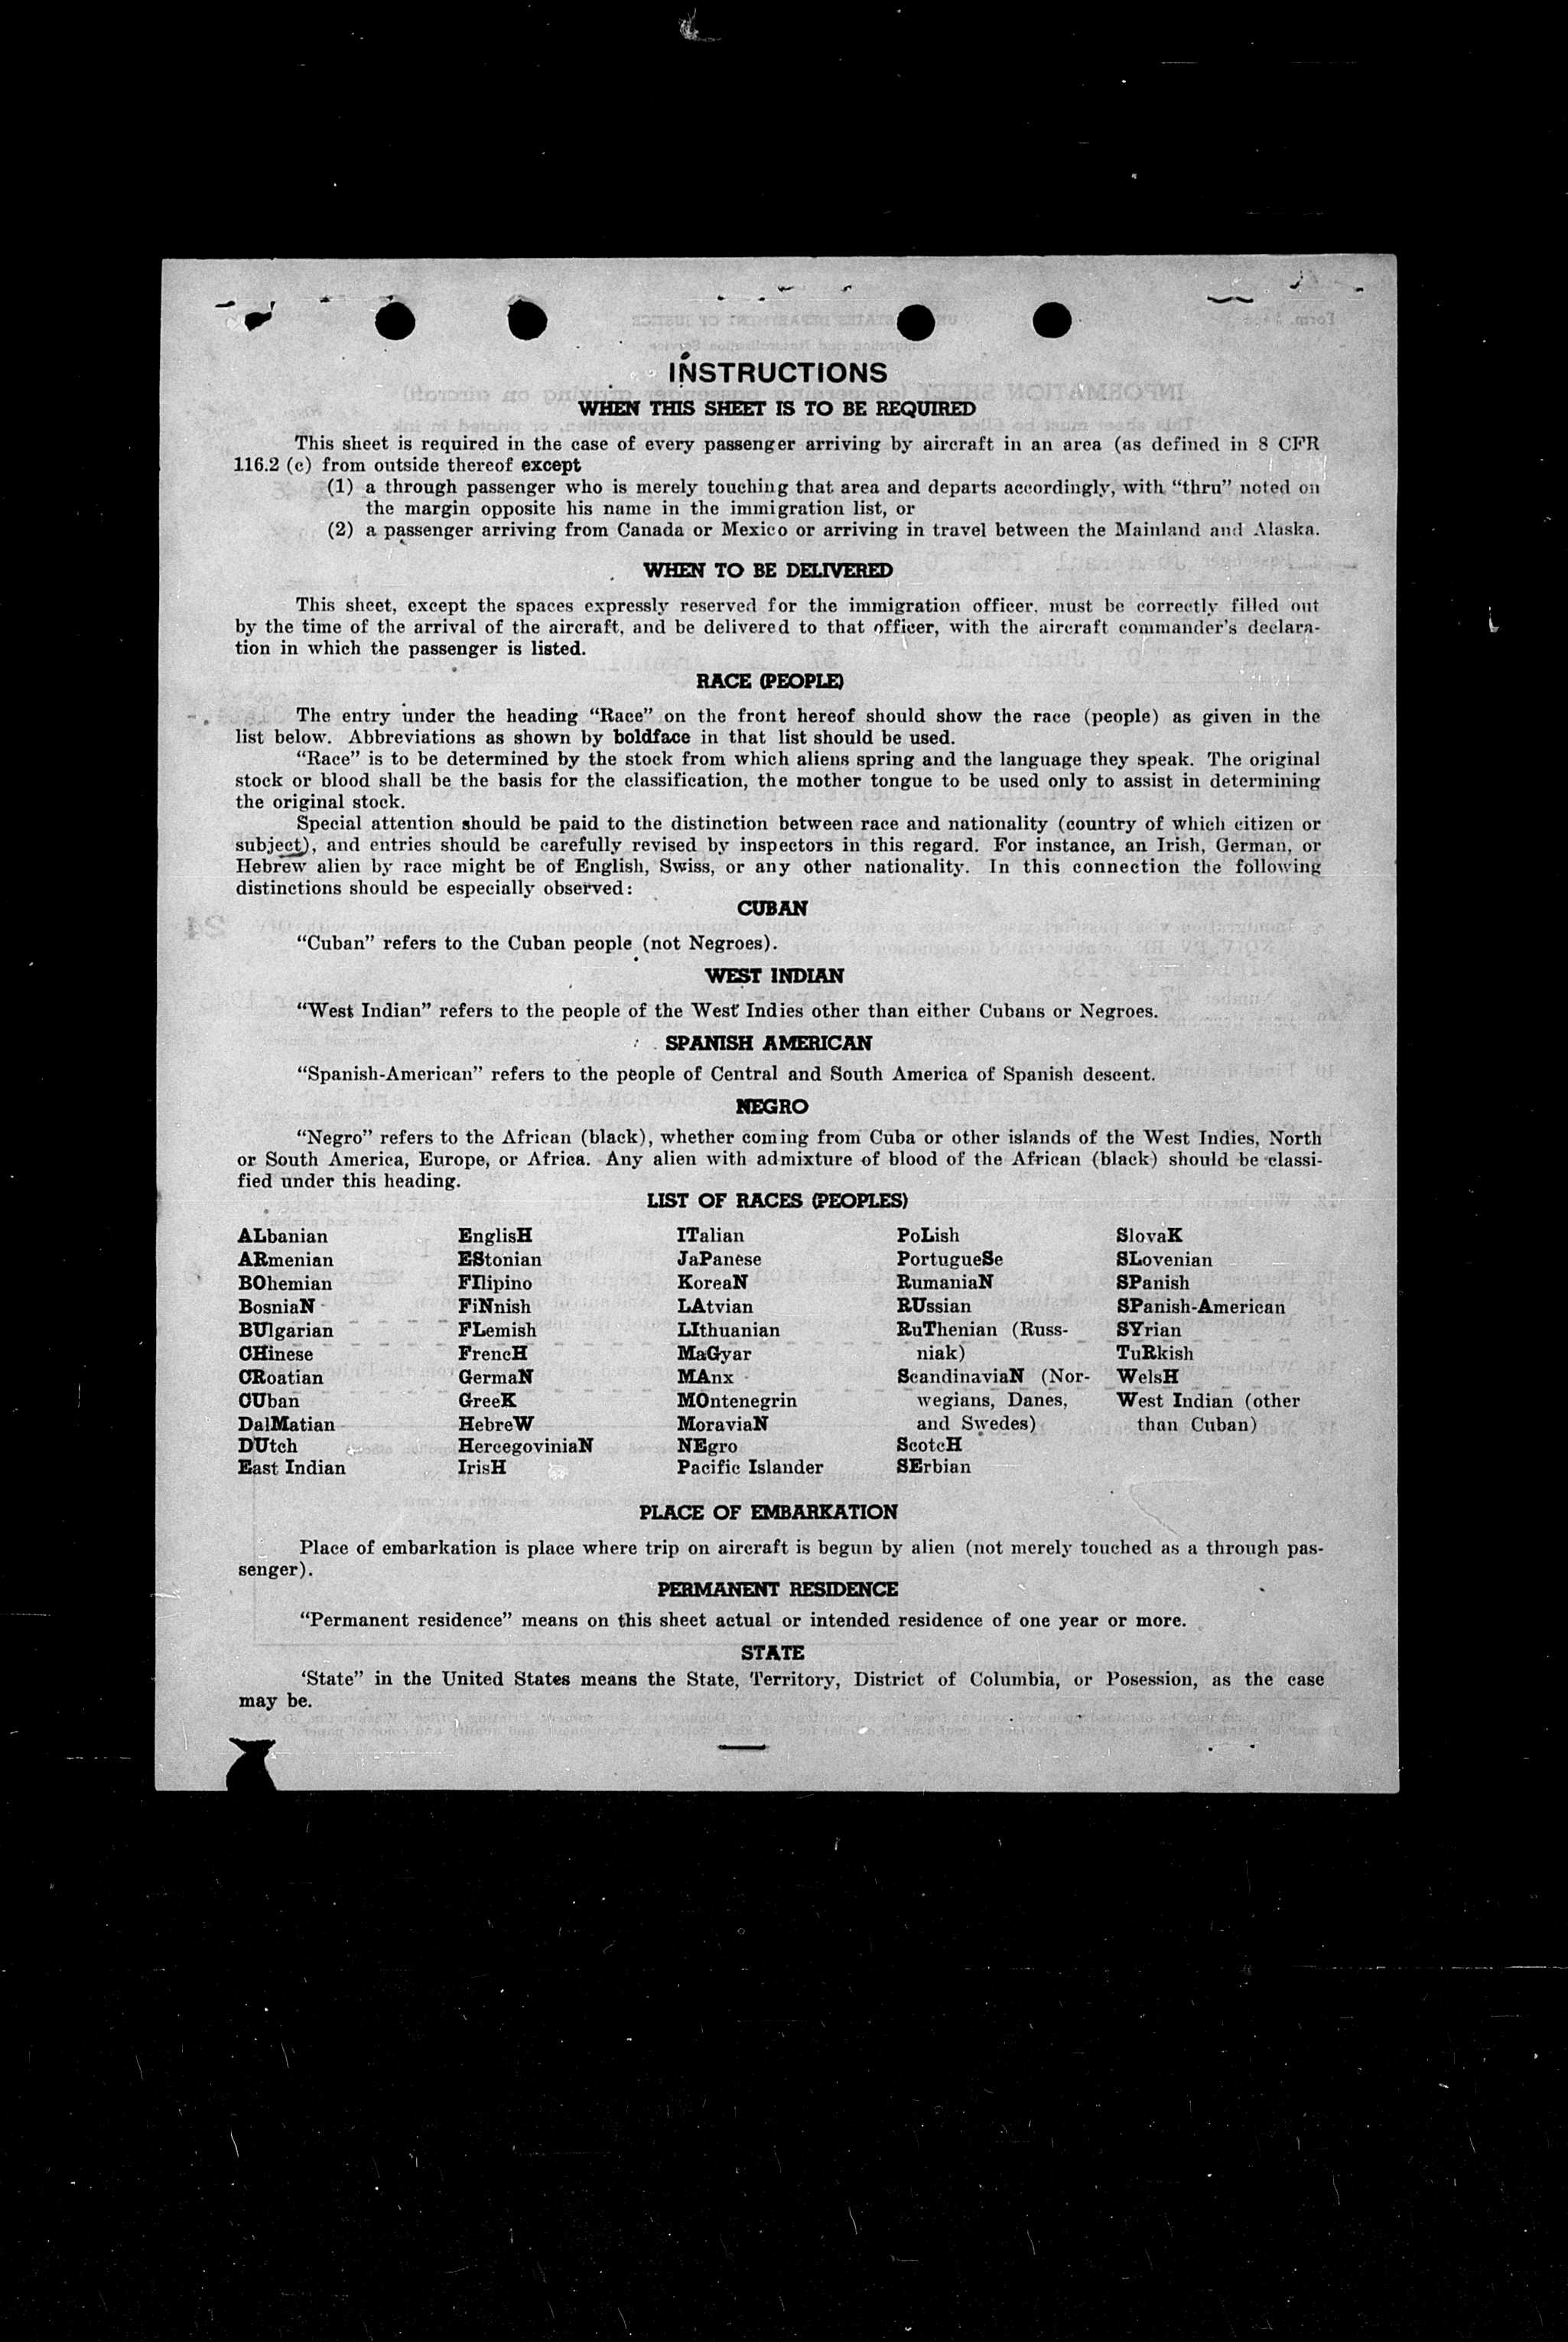 INSTRUCTIONS
WHEN THIS SHEET IS TO BE REQUIRED
This sheet is required in the case of every passenger arriving by aircraft in an area (as defined in 8 CFR
116.2 (c) from outside thereof except
(1) a through passenger who is merely touching that area and departs accordingly, with “thru” noted on
the margin opposite his name in the immigration list, or
(2) a passenger arriving from Canada or Mexico or arriving in travel between the Mainland and Alaska.
WHEN TO BE DELIVERED
This sheet, except the spaces expressly reserved for the immigration officer, must be correctly filled out
by the time of the arrival of the aircraft, and be delivered to that officer, with the aircraft commander's declara-
tion in which the passenger is listed.
RACE (PEOPLE)
The entry under the heading “Race” on the front hereof should show the race (people) as given in the
list below. Abbreviations as shown by boldface in that list should be used.
“Race” is to be determined by the stock from which aliens spring and the language they speak. The original
stock or blood shall be the basis for the classification, the mother tongue to be used only to assist in determining
the original stock.
Special attention should be paid to the distinction between race and nationality (country of which citizen or
subject), and entries should be carefully revised by inspectors in this regard. For instance, an Irish, German, or
Hebrew alien by race might be of English, Swiss, or any other nationality. In this connection the following
distinctions should be especially observed:
CUBAN
“Cuban” refers to the Cuban people (not Negroes).
WEST INDIAN
“West Indian” refers to the people of the West Indies other than either Cubans or Negroes.
SPANISH AMERICAN
“Spanish-American” refers to the people of Central and South America of Spanish descent.
NEGRO
“Negro” refers to the African (black), whether coming from Cuba or other islands of the West Indies, North
or South America, Europe, or Africa. Any alien with admixture of blood of the African (black) should be classi-
fied under this heading.
LIST OF RACES (PEOPLES)
ALbanian
ARmenian
BOhemian
BosniaN
BUlgarian
CHinese
CRoatian
CUban
DalMatian
DUtch
East Indian
EnglisH
EStonian
FIlipino
FiNnish
FLemish
FrencH
GermaN
GreeK
HebreW
HercegoviniaN
IrisH
ITalian
JaPanese
KoreaN
LAtvian
LIthuanian
MaGyar
MAnx
MOntenegrin
MoraviaN
NEgro
Pacific Islander
PoLish
PortugueSe
RumaniaN
RUssian
RuThenian (Russ-
niak)
ScandinaviaN (Nor-
wegians, Danes,
and Swedes)
ScotcH
SErbian
SlovaK
SLovenian
SPanish
SPanish-American
SYrian
TuRkish
WelsH
West Indian (other
than Cuban)
PLACE OF EMBARKATION
Place of embarkation is place where trip on aircraft is begun by alien (not merely touched as a through pas-
senger).
PERMANENT RESIDENCE
“Permanent residence” means on this sheet actual or intended residence of one year or more.
STATE
‘State” in the United States means the State, Territory, District of Columbia, or Posession, as the case
may be.